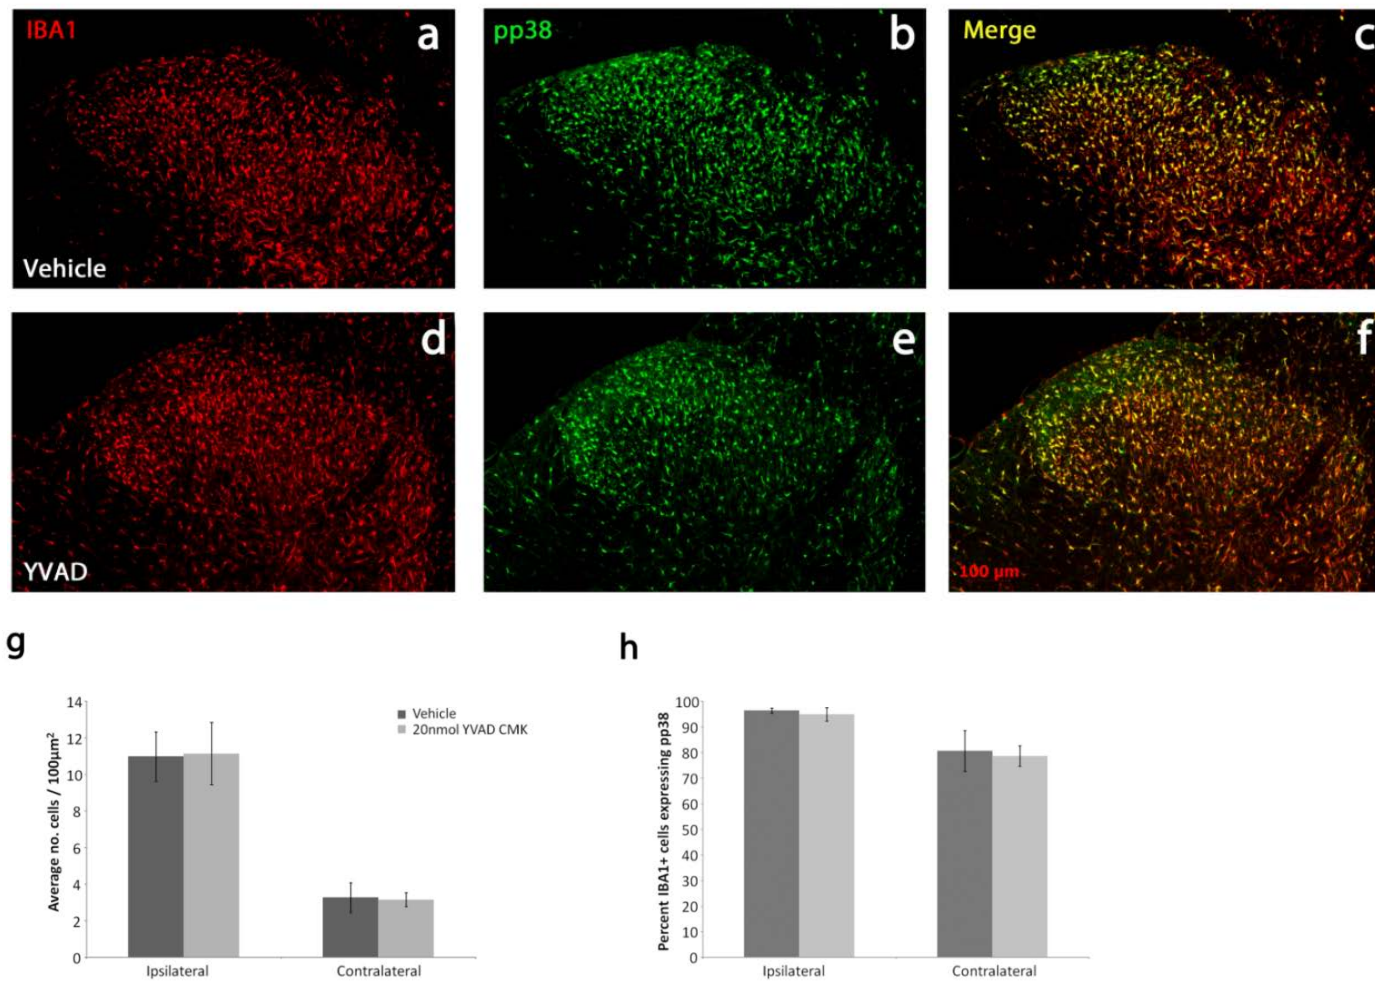 IBA1
a
pp38
b
Merge
c
Vehicle
d
e
f
YVAD
100 µm
g
h
14
12
10
8
6
4
2
0
Average no. cells / 100µm²
Vehicle
20nmol YVAD CMK
Ipsilateral
Contralateral
100
90
80
70
60
50
40
30
20
10
0
Percent IBA1+ cells expressing pp38
Ipsilateral
Contralateral